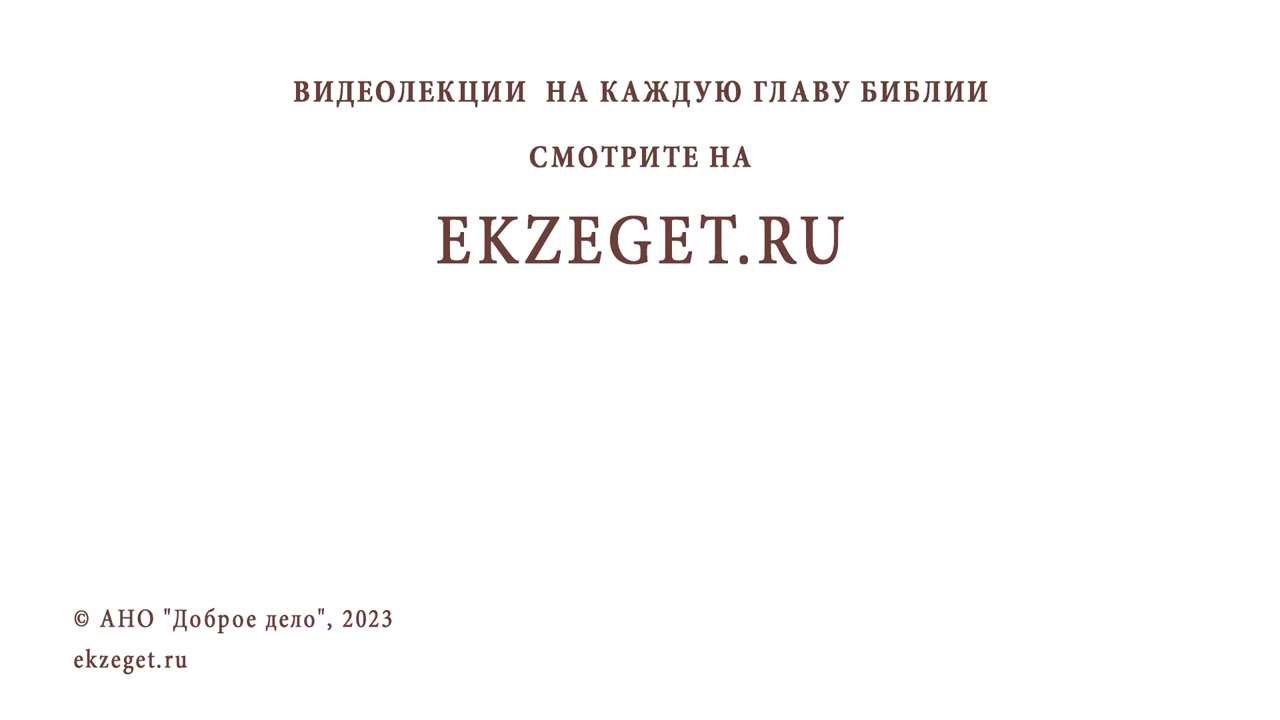 ВИДЕОЛЕКЦИИ НА КАЖДУЮ ГЛАВУ БИБЛИИ
СМОТРИТЕ НА
EKZEGET.RU
© АНО "Доброе дело", 2023
ekzeget.ru